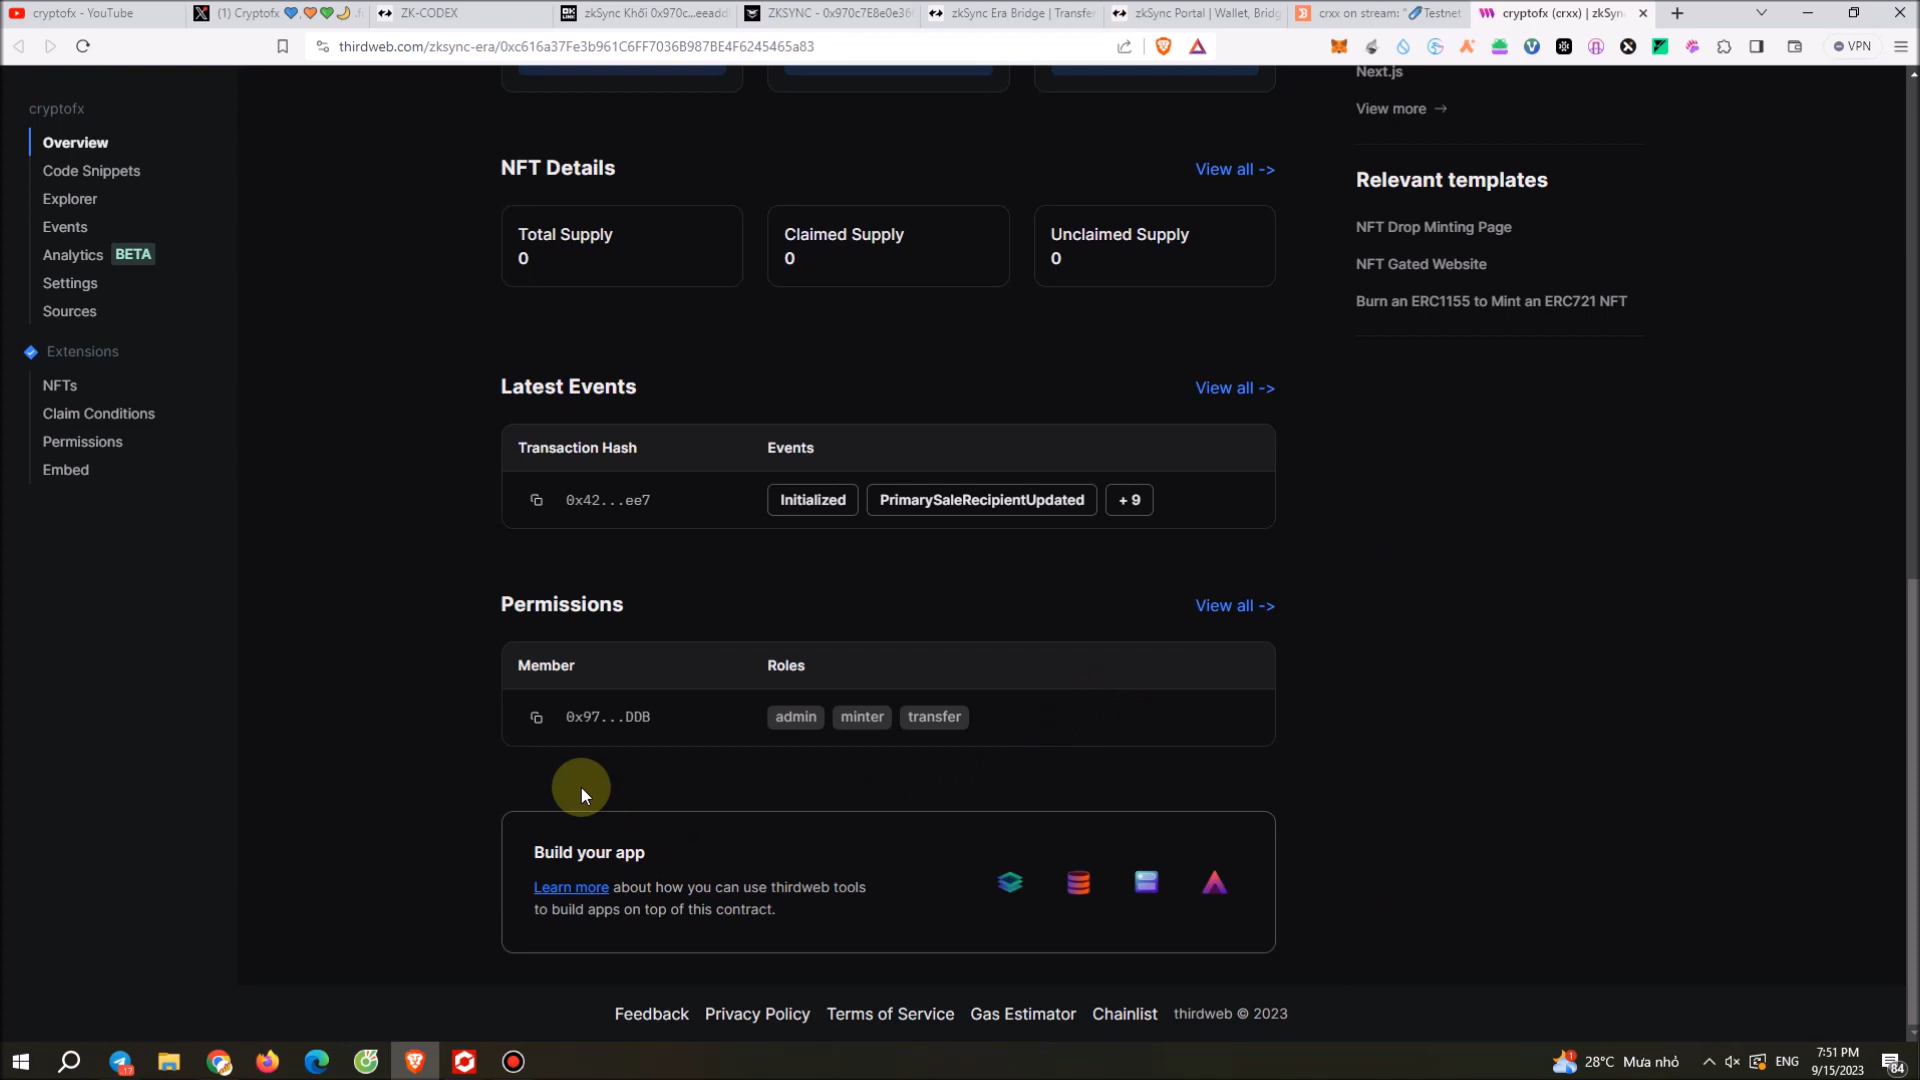 cryptofx - YouTube
(1) Cryptofx 💙,🧡💚🌙 .f
ZK-CODEX
zkSync Khối 0x970c...eeadd
ZKSYNC - 0x970c7E8e0e36
zkSync Era Bridge | Transfe
zkSync Portal | Wallet, Bridg
crxx on stream: "🔗Testnet
cryptofx (crxx) | zkSyn
thirdweb.com/zksync-era/0xc616a37Fe3b961C6FF7036B987BE4F6245465a83
VPN
cryptofx
Overview
Code Snippets
Explorer
Events
Analytics BETA
Settings
Sources
Extensions
NFTs
Claim Conditions
Permissions
Embed
NFT Details
View all ->
Total Supply
0
Claimed Supply
0
Unclaimed Supply
0
Latest Events
View all ->
Transaction Hash
Events
0x42...ee7
Initialized
PrimarySaleRecipientUpdated
+ 9
Permissions
View all ->
Member
Roles
0x97...DDB
admin
minter
transfer
Build your app
Learn more about how you can use thirdweb tools
to build apps on top of this contract.
Next.js
View more →
Relevant templates
NFT Drop Minting Page
NFT Gated Website
Burn an ERC1155 to Mint an ERC721 NFT
Feedback
Privacy Policy
Terms of Service
Gas Estimator
Chainlist
thirdweb © 2023
28°C Mưa nhỏ
ENG
7:51 PM
9/15/2023
84